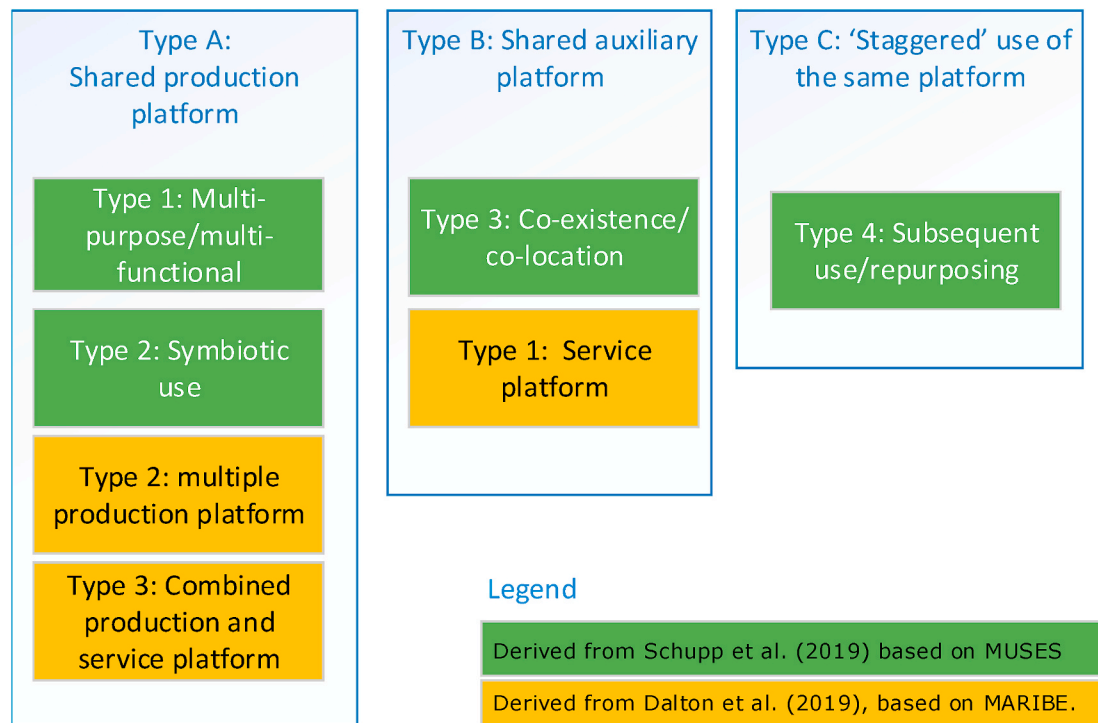 Type A:
Shared production
platform
Type 1: Multi-
purpose/multi-
functional
Type 2: Symbiotic
use
Type 2: multiple
production platform
Type 3: Combined
production and
service platform
Type B: Shared auxiliary
platform
Type 3: Co-existence/
co-location
Type 1:  Service
platform
Type C: ‘Staggered’ use of
the same platform
Type 4: Subsequent
use/repurposing
Legend
Derived from Schupp et al. (2019) based on MUSES
Derived from Dalton et al. (2019), based on MARIBE.